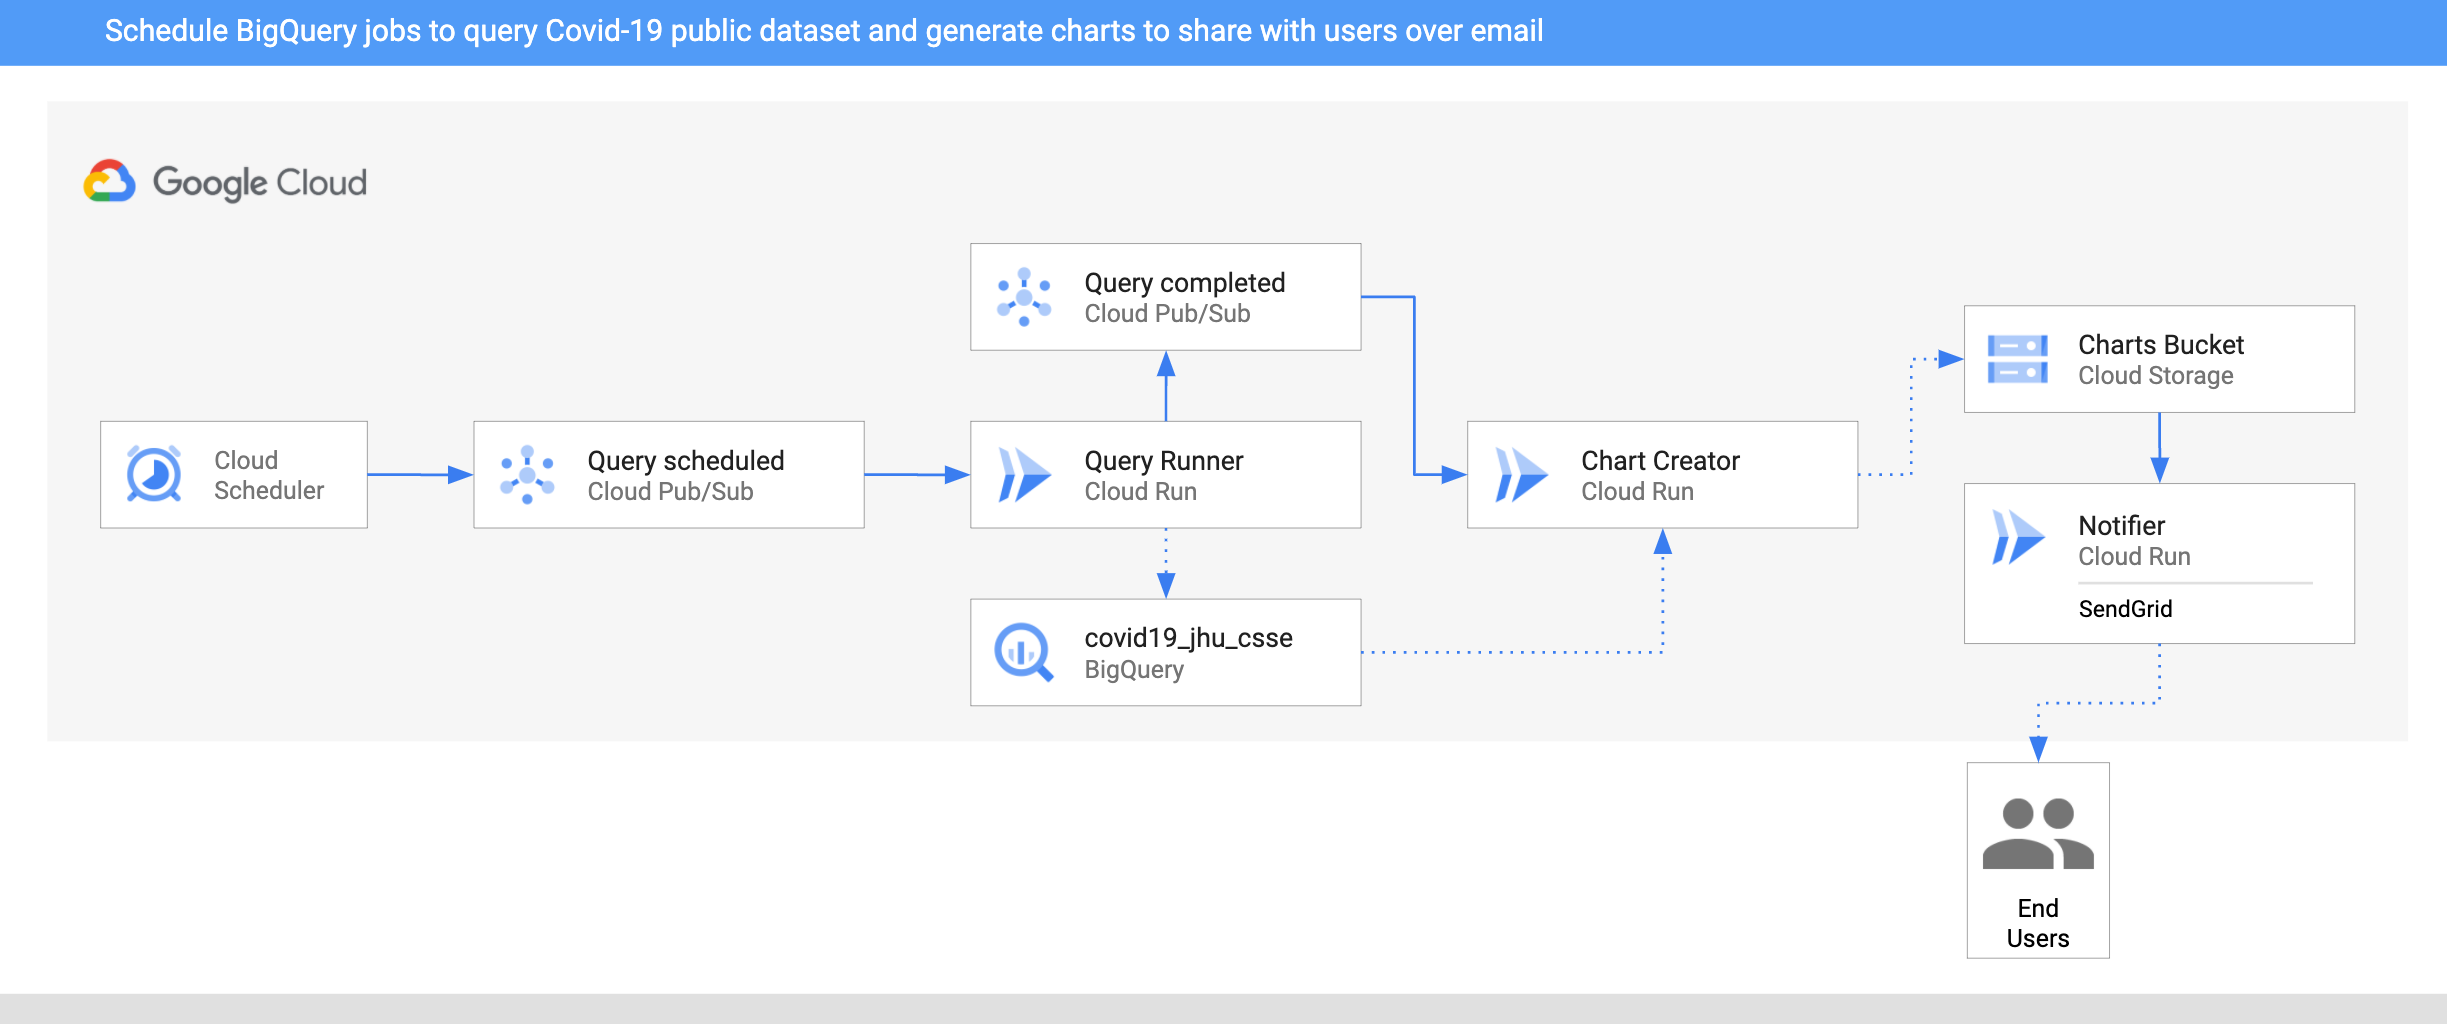 Schedule BigQuery jobs to query Covid-19 public dataset and generate charts to share with users over email
Google Cloud
Cloud
Scheduler
Query scheduled
Cloud Pub/Sub
Query completed
Cloud Pub/Sub
Query Runner
Cloud Run
covid19_jhu_csse
BigQuery
Chart Creator
Cloud Run
Charts Bucket
Cloud Storage
Notifier
Cloud Run
SendGrid
End
Users